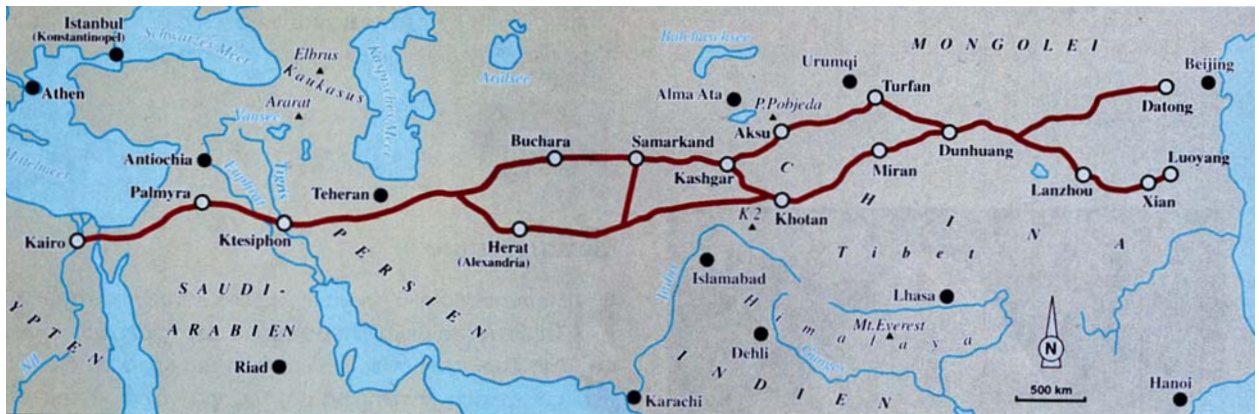 Istanbul
(Konstantinopel)
Schwarzes Meer
Elbrus
Kaukasus
Kaspisches Meer
Aralsee
Balchaschsee
MONGOLEI
Urumqi
Beijing
Athen
Ararat
Vansee
Alma Ata
P.Pobjeda
Turfan
Datong
Mittelmeer
Antiochia
Euphrat
Tigris
Buchara
Samarkand
Aksu
Dunhuang
Luoyang
Palmyra
Teheran
Kashgar
Miran
Lanzhou
Xian
Kairo
Ktesiphon
PERSIEN
Herat
(Alexandria)
K2
Khotan
CHINA
Tibet
YPTEN
SAUDI-
ARABIEN
Indus
Islamabad
Lhasa
Himalaya
Mt.Everest
N
Nil
Riad
Dehli
Ganges
INDIEN
500 km
Karachi
Hanoi